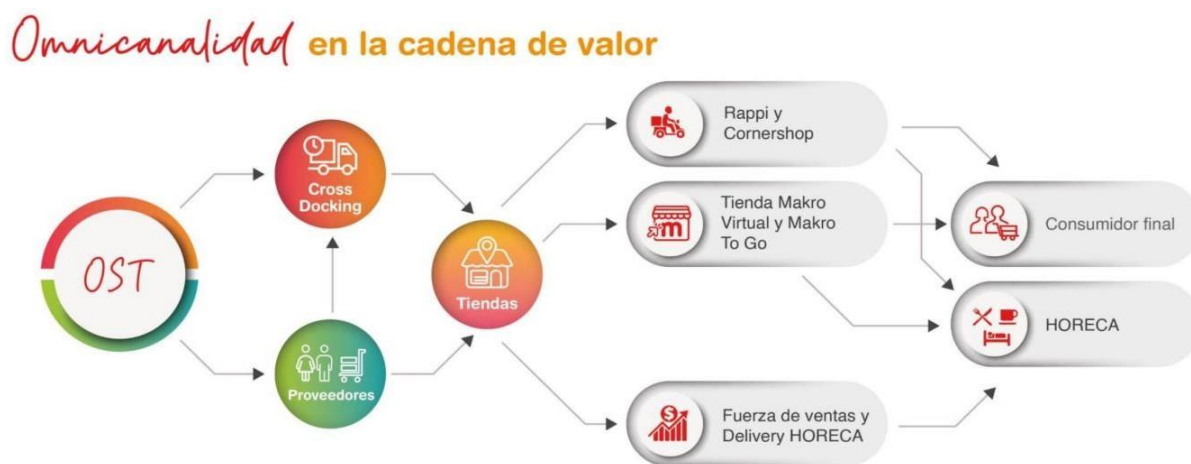 Omnicanalidad en la cadena de valor
Rappi y
Cornershop
Cross
Docking
Tienda Makro
Virtual y Makro
To Go
m
Consumidor final
OST
Tiendas
HORECA
Proveedores
$
Fuerza de ventas y
Delivery HORECA